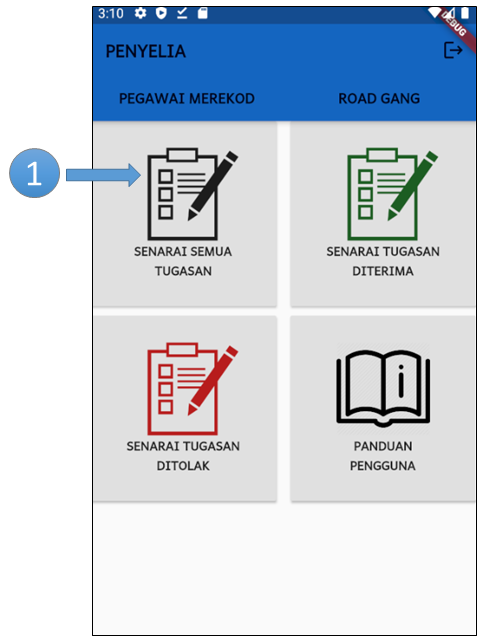 3:10
DEBUG
PENYELIA
PEGAWAI MEREKOD ROAD GANG
1
SENARAI SEMUA
TUGASAN
SENARAI TUGASAN
DITERIMA
SENARAI TUGASAN
DITOLAK
PANDUAN
PENGGUNA